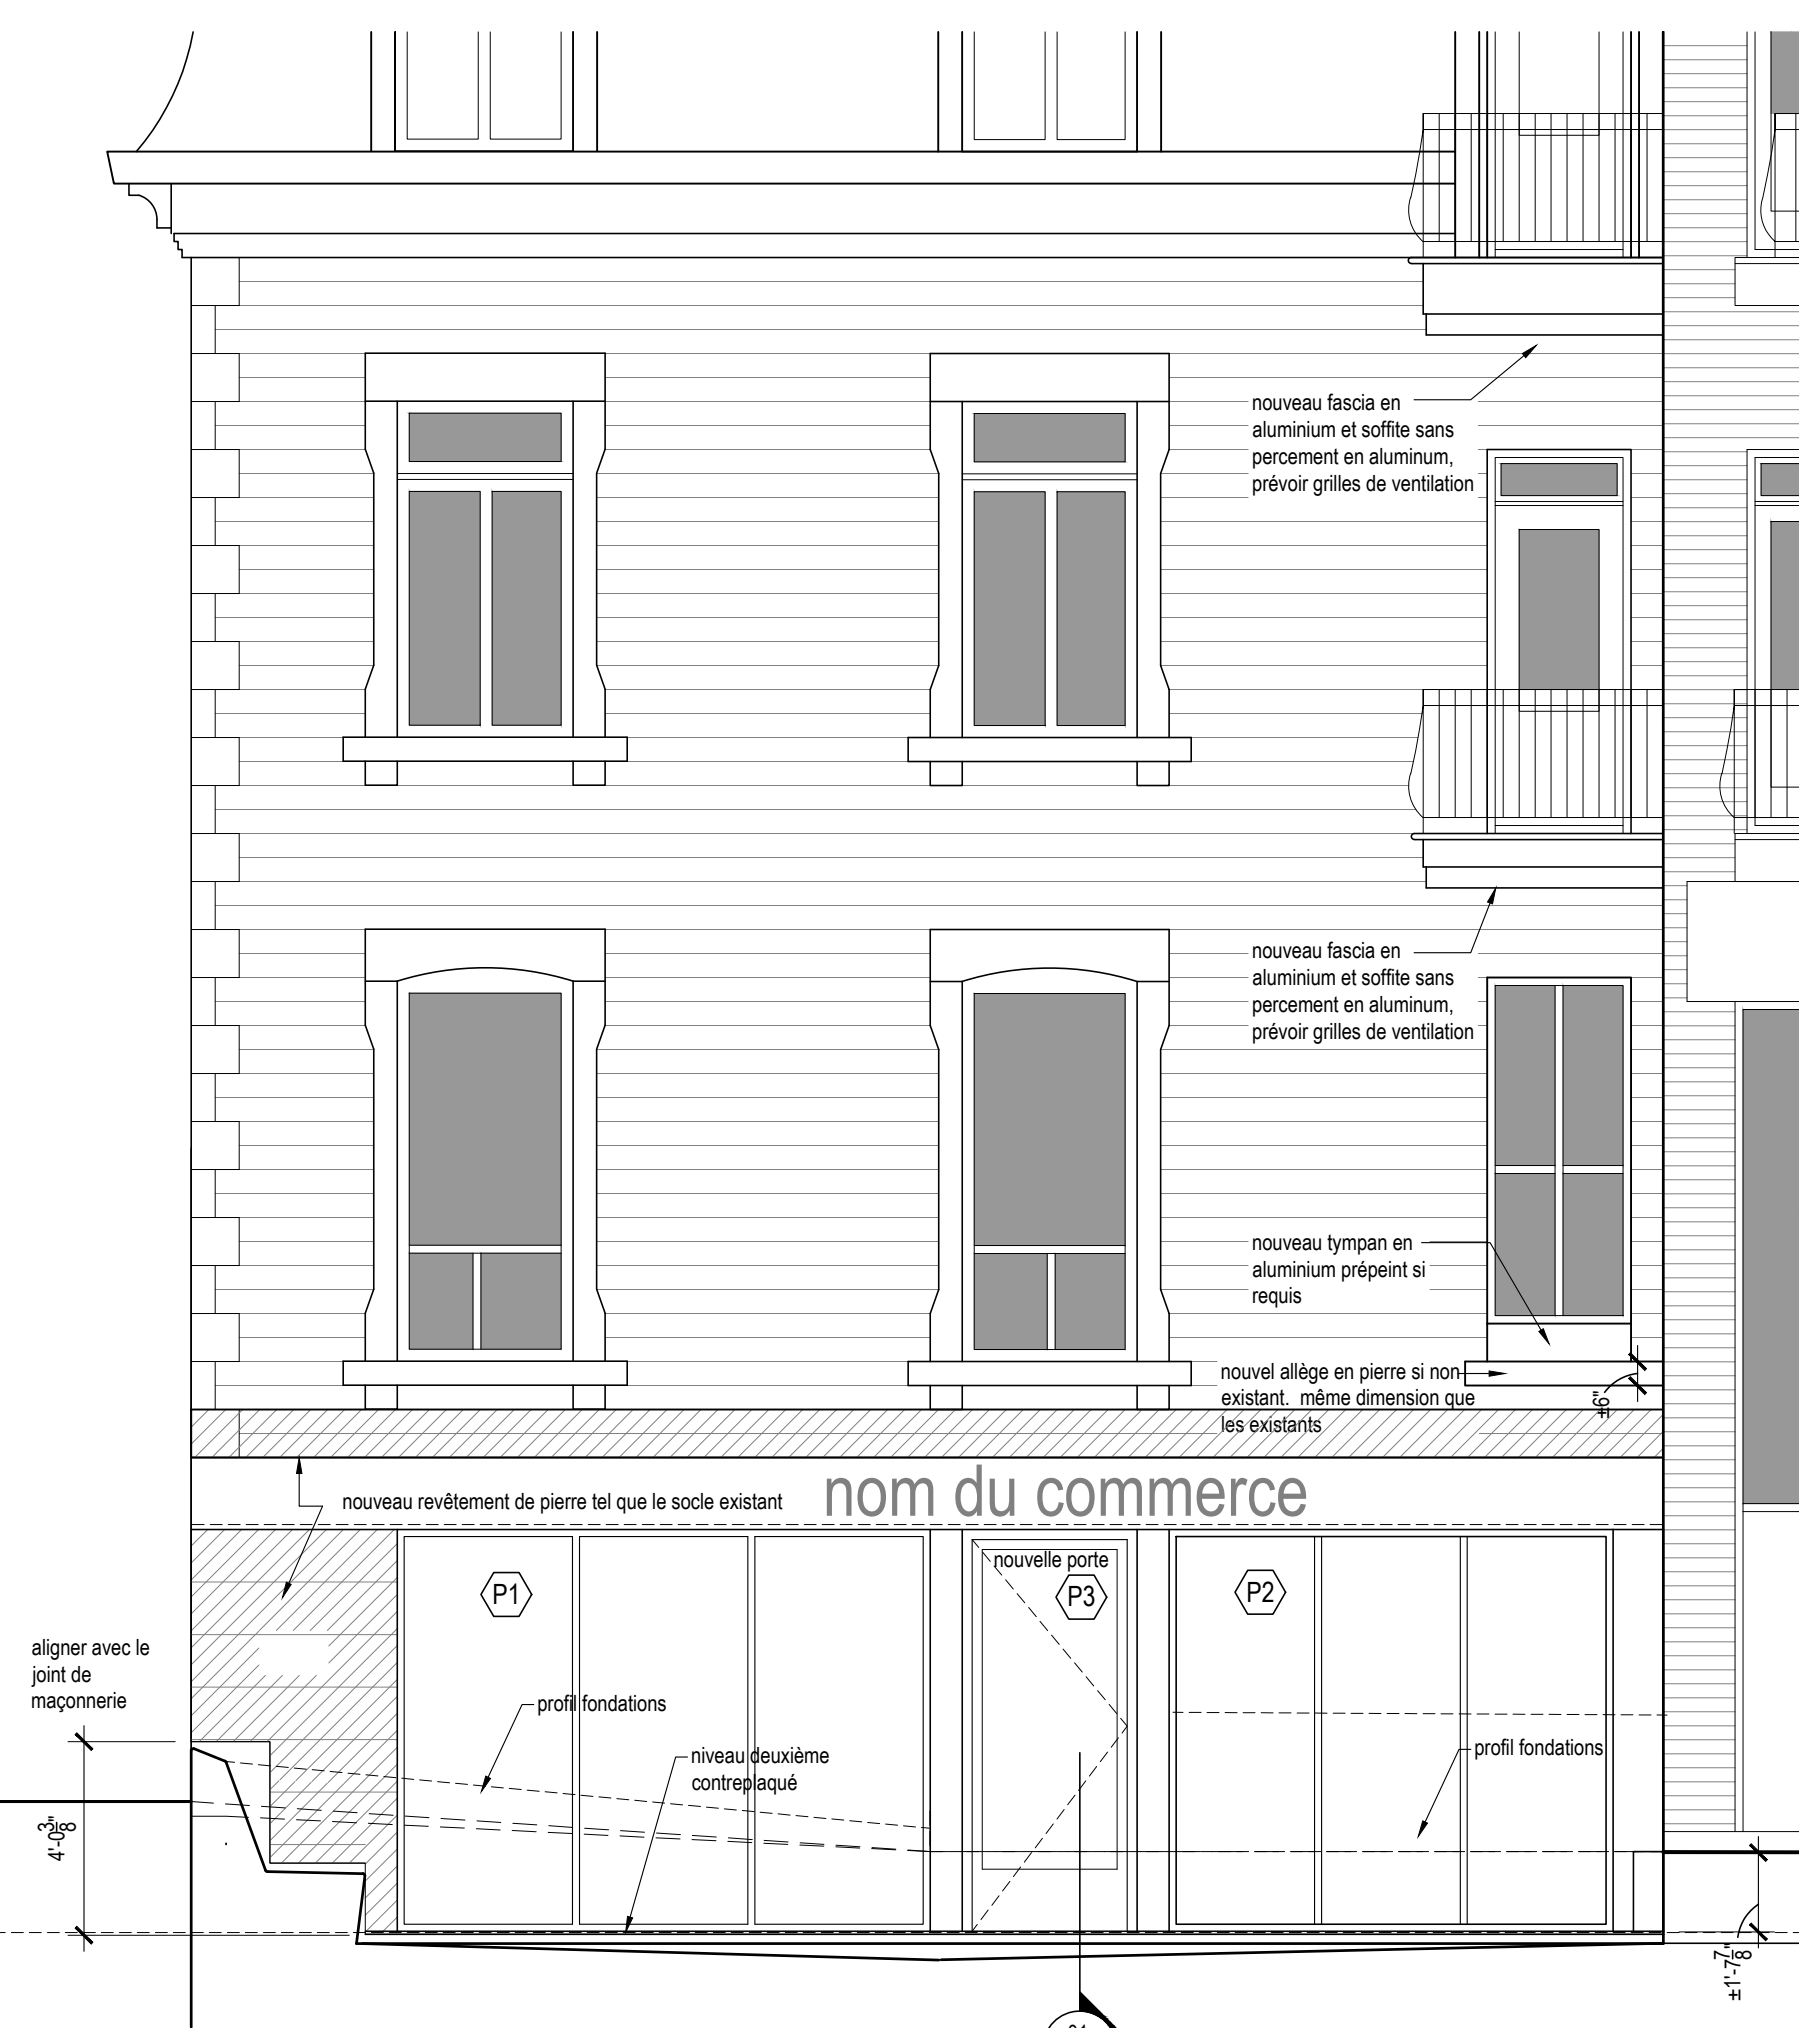 nouveau fascia en
aluminium et soffite sans
percement en aluminum,
prévoir grilles de ventilation
nouveau fascia en
aluminium et soffite sans
percement en aluminum,
prévoir grilles de ventilation
nouveau tympan en
aluminium prépeint si
requis
nouvel allège en pierre si non
existant. même dimension que
les existants
±6"
nom du commerce
nouveau revêtement de pierre tel que le socle existant
nouvelle porte
P1
P3
P2
aligner avec le
joint de
maçonnerie
profil fondations
niveau deuxième
contreplaqué
profil fondations
4'-0 3/8"
±1'-7 7/8"